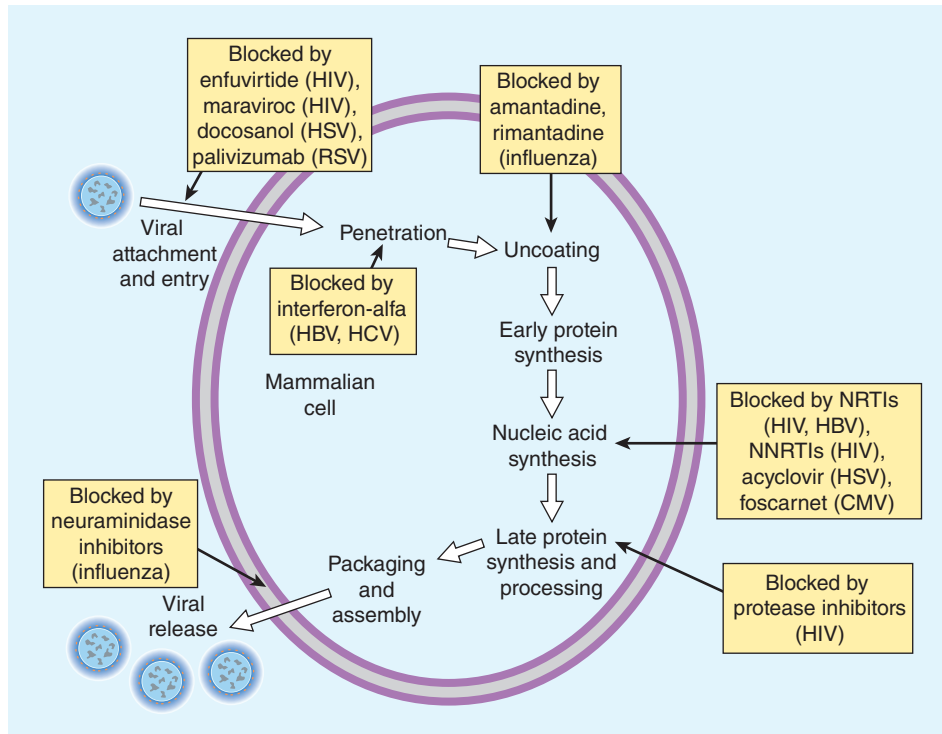 Blocked by
enfuvirtide (HIV),
maraviroc (HIV),
docosanol (HSV),
palivizumab (RSV)
Blocked by
amantadine,
rimantadine
(influenza)
Viral
attachment
and entry
Penetration
Uncoating
Blocked by
interferon-alfa
(HBV, HCV)
Early protein
synthesis
Mammalian
cell
Blocked by NRTIs
(HIV, HBV),
NNRTIs (HIV),
acyclovir (HSV),
foscarnet (CMV)
Nucleic acid
synthesis
Blocked by
neuraminidase
inhibitors
(influenza)
Late protein
synthesis and
processing
Packaging
and
assembly
Blocked by
protease inhibitors
(HIV)
Viral
release